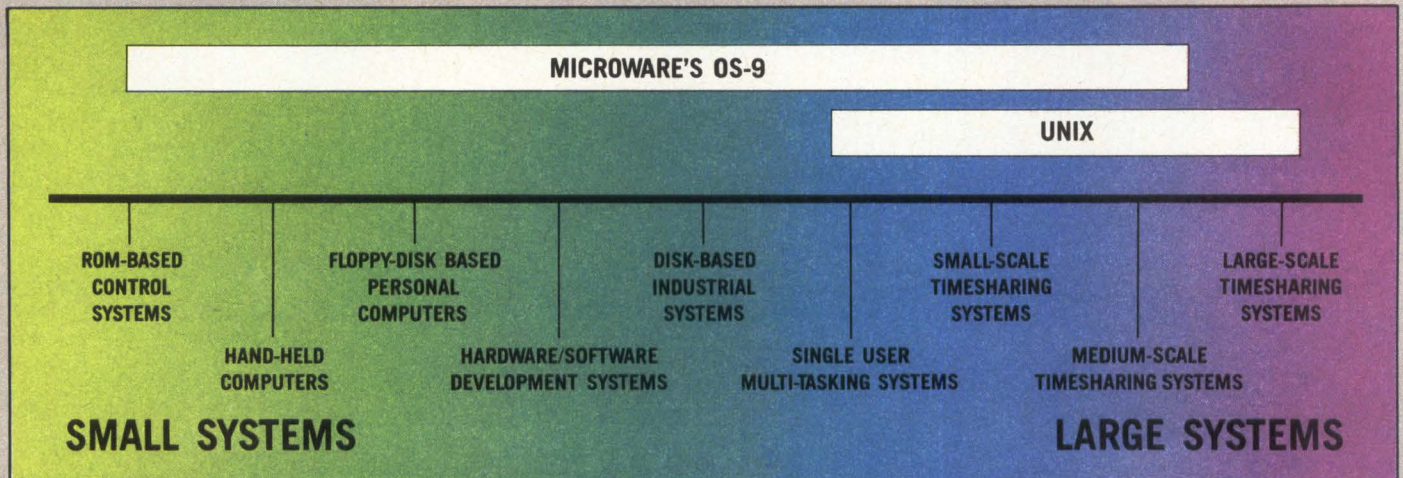 MICROWARE'S OS-9
UNIX
ROM-BASED
CONTROL
SYSTEMS
HAND-HELD
COMPUTERS
FLOPPY-DISK BASED
PERSONAL
COMPUTERS
HARDWARE/SOFTWARE
DEVELOPMENT SYSTEMS
DISK-BASED
INDUSTRIAL
SYSTEMS
SINGLE USER
MULTI-TASKING SYSTEMS
SMALL-SCALE
TIMESHARING
SYSTEMS
MEDIUM-SCALE
TIMESHARING SYSTEMS
LARGE-SCALE
TIMESHARING
SYSTEMS
SMALL SYSTEMS
LARGE SYSTEMS